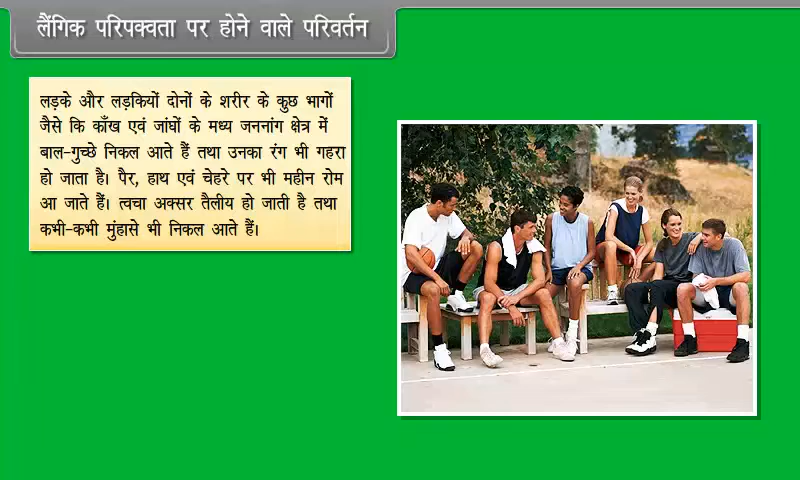 लैंगिक परिपक्वता पर होने वाले परिवर्तन
लड़के और लड़कियों दोनों के शरीर के कुछ भागों
जैसे कि काँख एवं जांघों के मध्य जननांग क्षेत्र में
बाल-गुच्छे निकल आते हैं तथा उनका रंग भी गहरा
हो जाता है। पैर, हाथ एवं चेहरे पर भी महीन रोम
आ जाते हैं। त्वचा अक्सर तैलीय हो जाती है तथा
कभी-कभी मुंहासे भी निकल आते हैं।